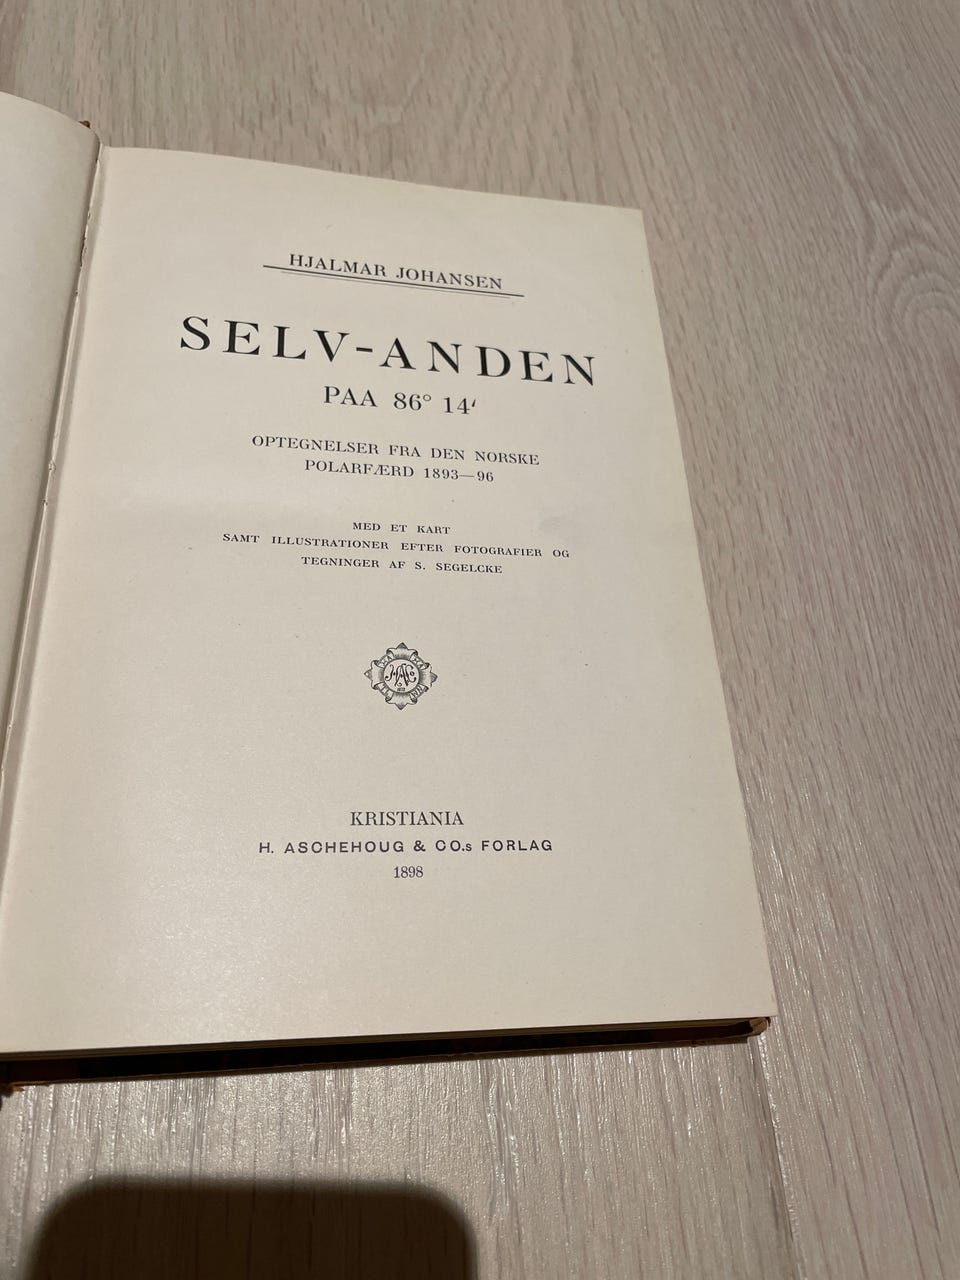 HJALMAR JOHANSEN
SELV-ANDEN
PAA 86° 14′
OPTEGNELSER FRA DEN NORSKE
POLARFÆRD 1893—96
MED ET KART
SAMT ILLUSTRATIONER EFTER FOTOGRAFIER OG
TEGNINGER AF S. SEGELCKE
KRISTIANIA
H. ASCHEHOUG & CO.s FORLAG
1898